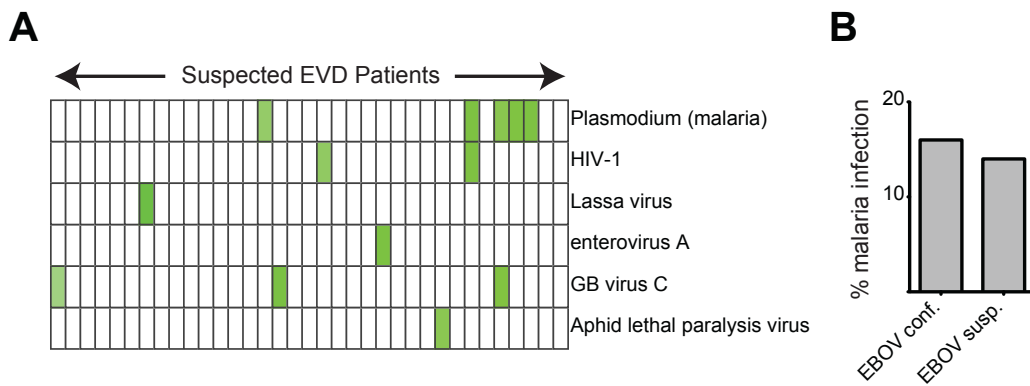 A
Suspected EVD Patients
Plasmodium (malaria)
HIV-1
Lassa virus
enterovirus A
GB virus C
Aphid lethal paralysis virus
B
% malaria infection
20
10
EBOV conf.
EBOV susp.